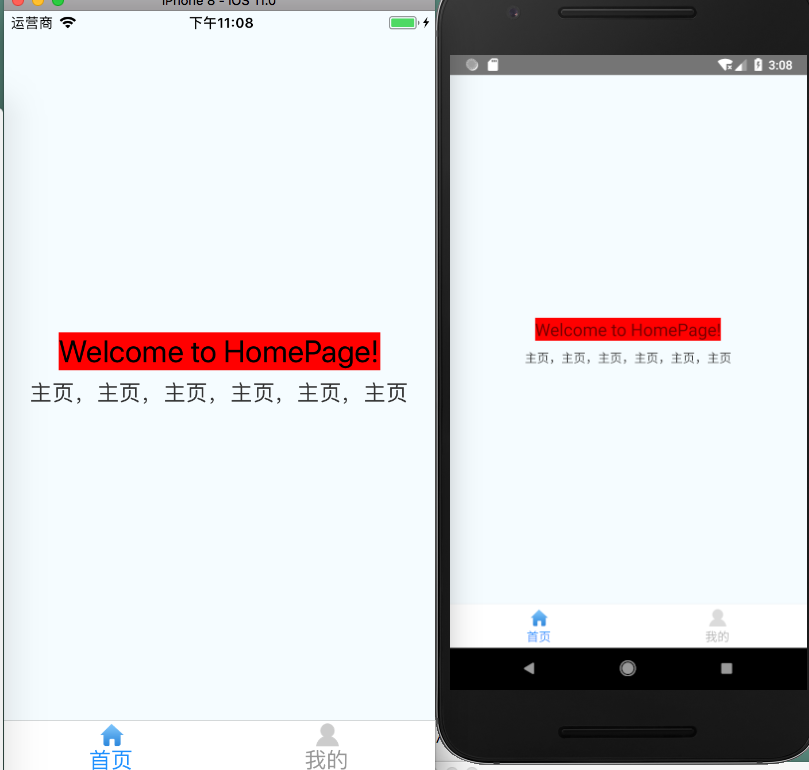 iPhone 8 - iOS 11.0
运营商
下午11:08
Welcome to HomePage!
主页，主页，主页，主页，主页，主页
首页
我的
3:08
Welcome to HomePage!
主页，主页，主页，主页，主页，主页
首页
我的